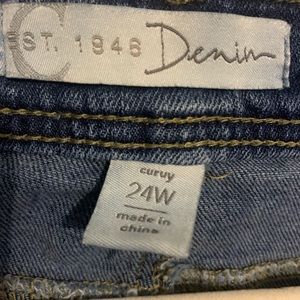 C
EST. 1946 Denim
curvy
24W
made in
china